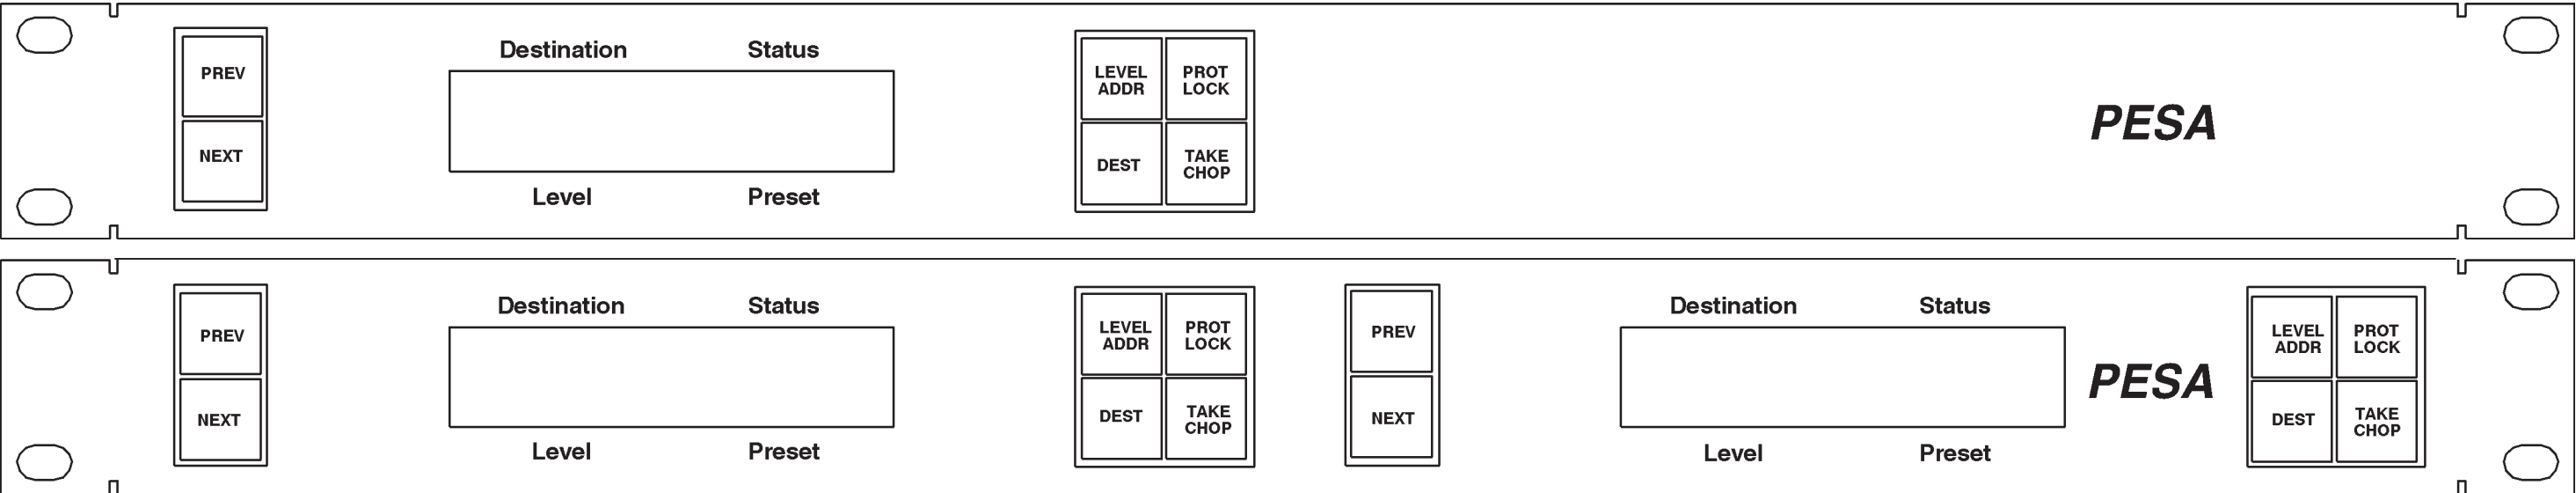 Destination Status
PREV
NEXT
Level Preset
LEVEL
ADDR
PROT
LOCK
DEST
TAKE
CHOP
PESA
Destination Status
PREV
NEXT
Level Preset
LEVEL
ADDR
PROT
LOCK
DEST
TAKE
CHOP
PREV
NEXT
Destination Status
Level Preset
PESA
LEVEL
ADDR
PROT
LOCK
DEST
TAKE
CHOP